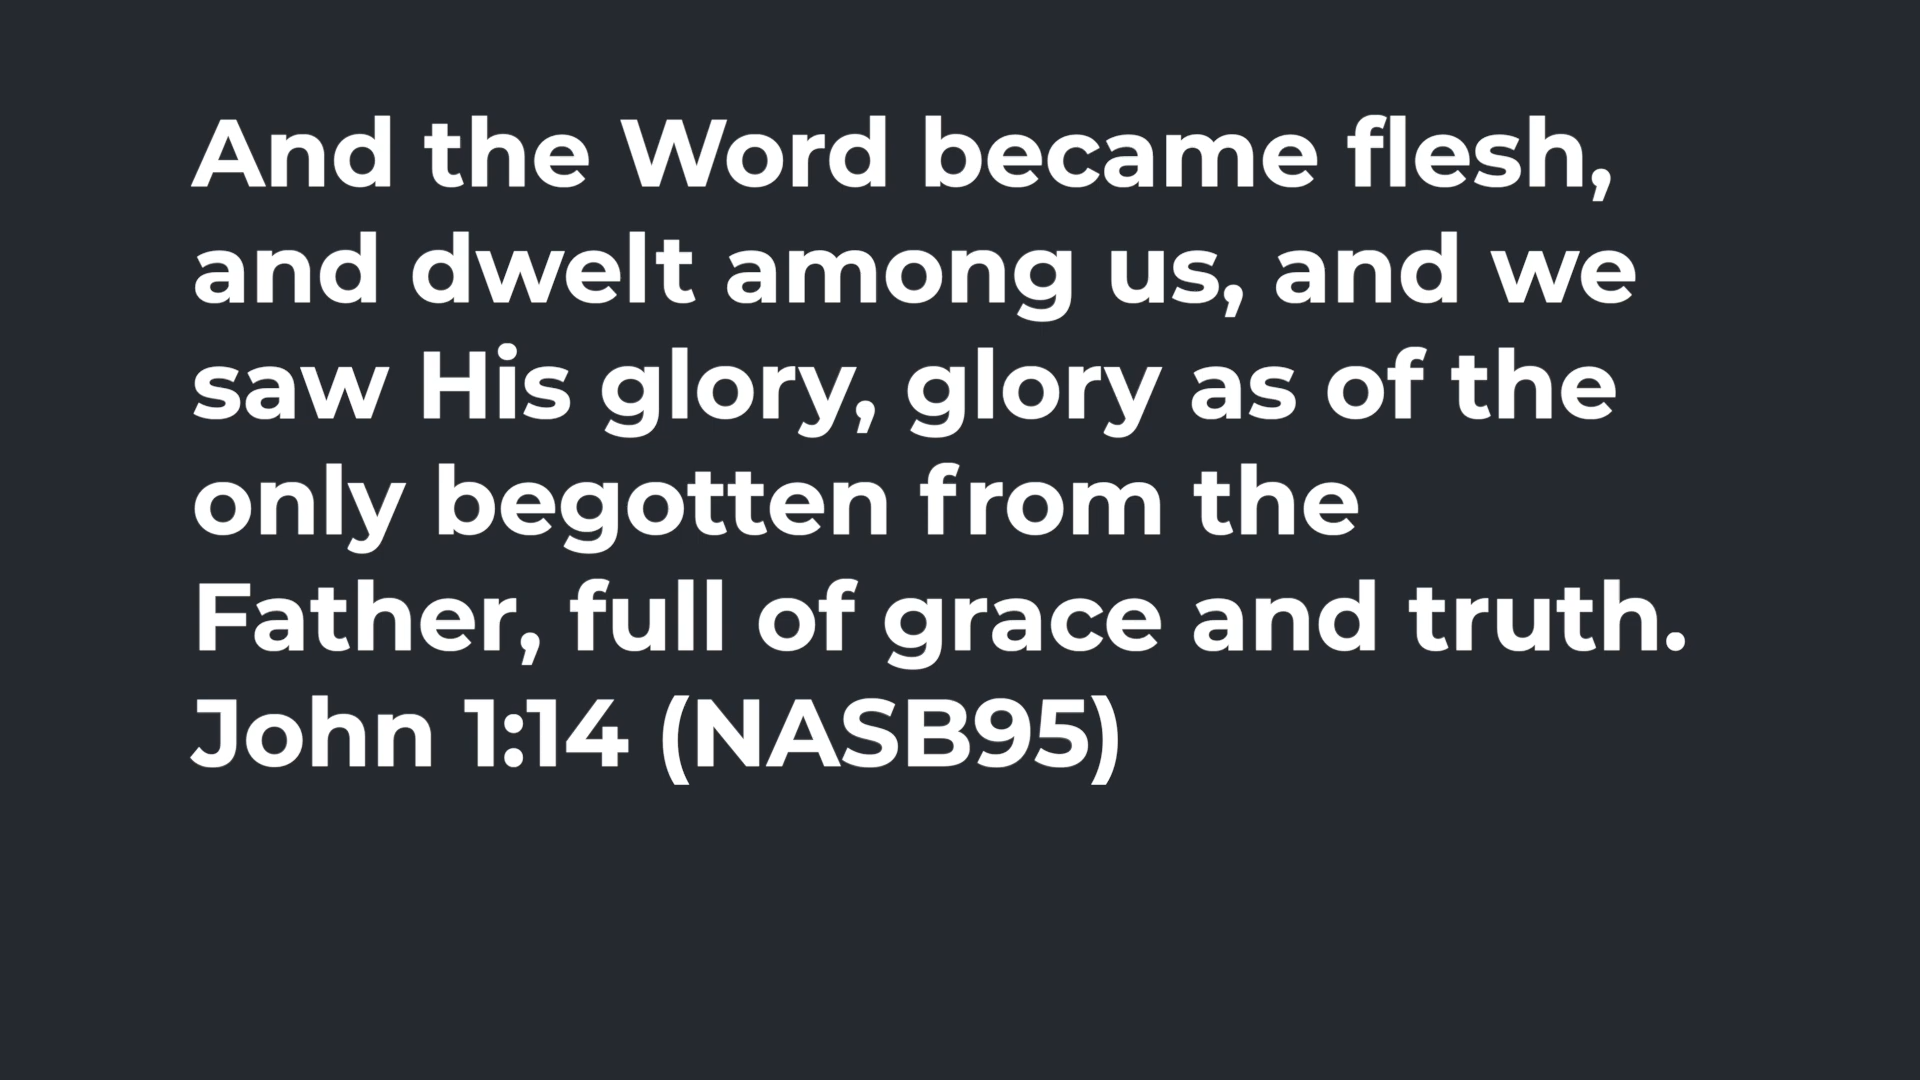 And the Word became flesh,
and dwelt among us, and we
saw His glory, glory as of the
only begotten from the
Father, full of grace and truth.
John 1:14 (NASB95)